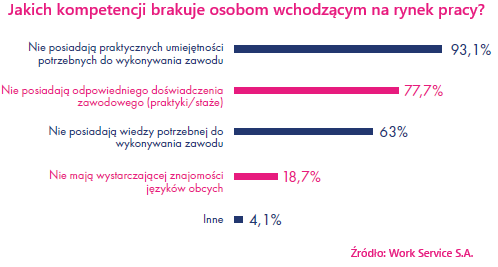 Jakich kompetencji brakuje osobom wchodzącym na rynek pracy?
Nie posiadają praktycznych umiejętności
potrzebnych do wykonywania zawodu
93,1%
Nie posiadają odpowiedniego doświadczenia
zawodowego (praktyki/staże)
77,7%
Nie posiadają wiedzy potrzebnej do
wykonywania zawodu
63%
Nie mają wystarczającej znajomości
języków obcych
18,7%
Inne
4,1%
Źródło: Work Service S.A.